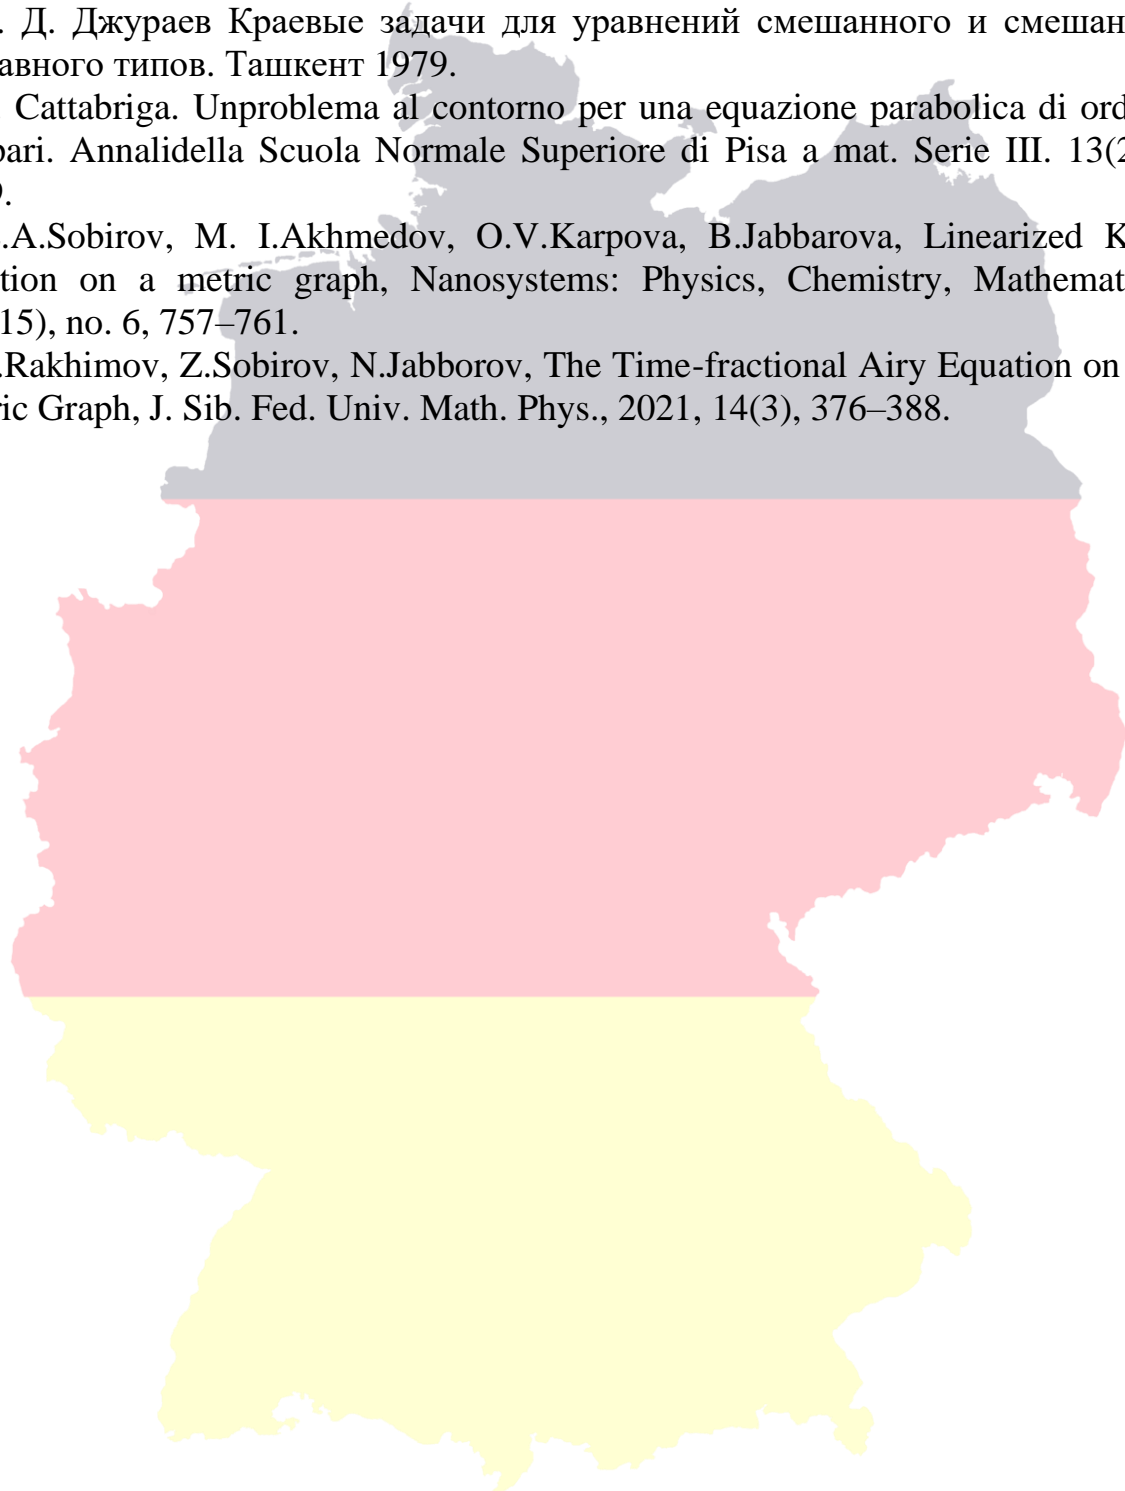 . Д. Джураев Краевые задачи для уравнений смешанного и смешан
авного типов. Ташкент 1979.
. Cattabriga. Unproblema al contorno per una equazione parabolica di ord
pari. Annalidella Scuola Normale Superiore di Pisa a mat. Serie III. 13(2
.A.Sobirov, M. I.Akhmedov, O.V.Karpova, B.Jabbarova, Linearized K
tion on a metric graph, Nanosystems: Physics, Chemistry, Mathemat
15), no. 6, 757–761.
.Rakhimov, Z.Sobirov, N.Jabborov, The Time-fractional Airy Equation on
ric Graph, J. Sib. Fed. Univ. Math. Phys., 2021, 14(3), 376–388.